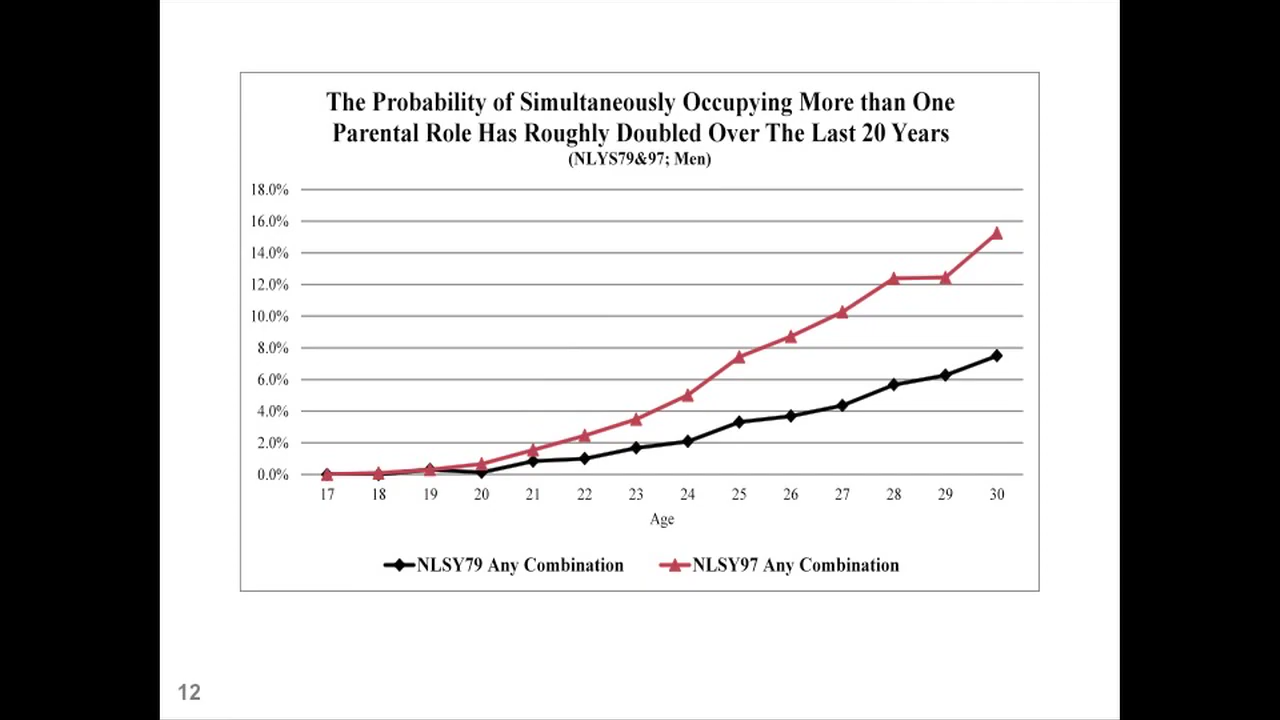 The Probability of Simultaneously Occupying More than One
Parental Role Has Roughly Doubled Over The Last 20 Years
(NLYS79&97; Men)
18.0%
16.0%
14.0%
12.0%
10.0%
8.0%
6.0%
4.0%
2.0%
0.0%
17 18 19 20 21 22 23 24 25 26 27 28 29 30
Age
NLSY79 Any Combination NLSY97 Any Combination
12